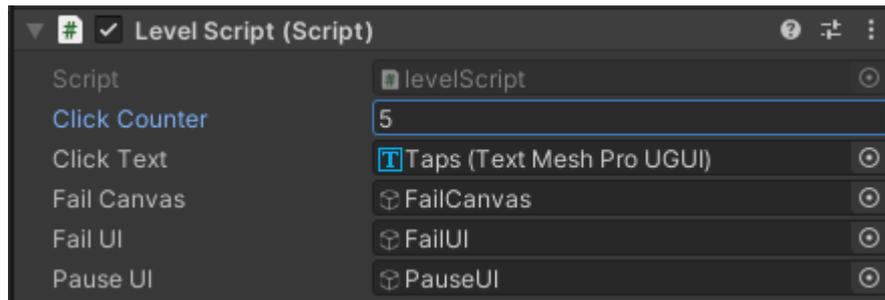 Level Script (Script)
Script levelScript
Click Counter 5
Click Text Taps (Text Mesh Pro UGUI)
Fail Canvas FailCanvas
Fail UI FailUI
Pause UI PauseUI